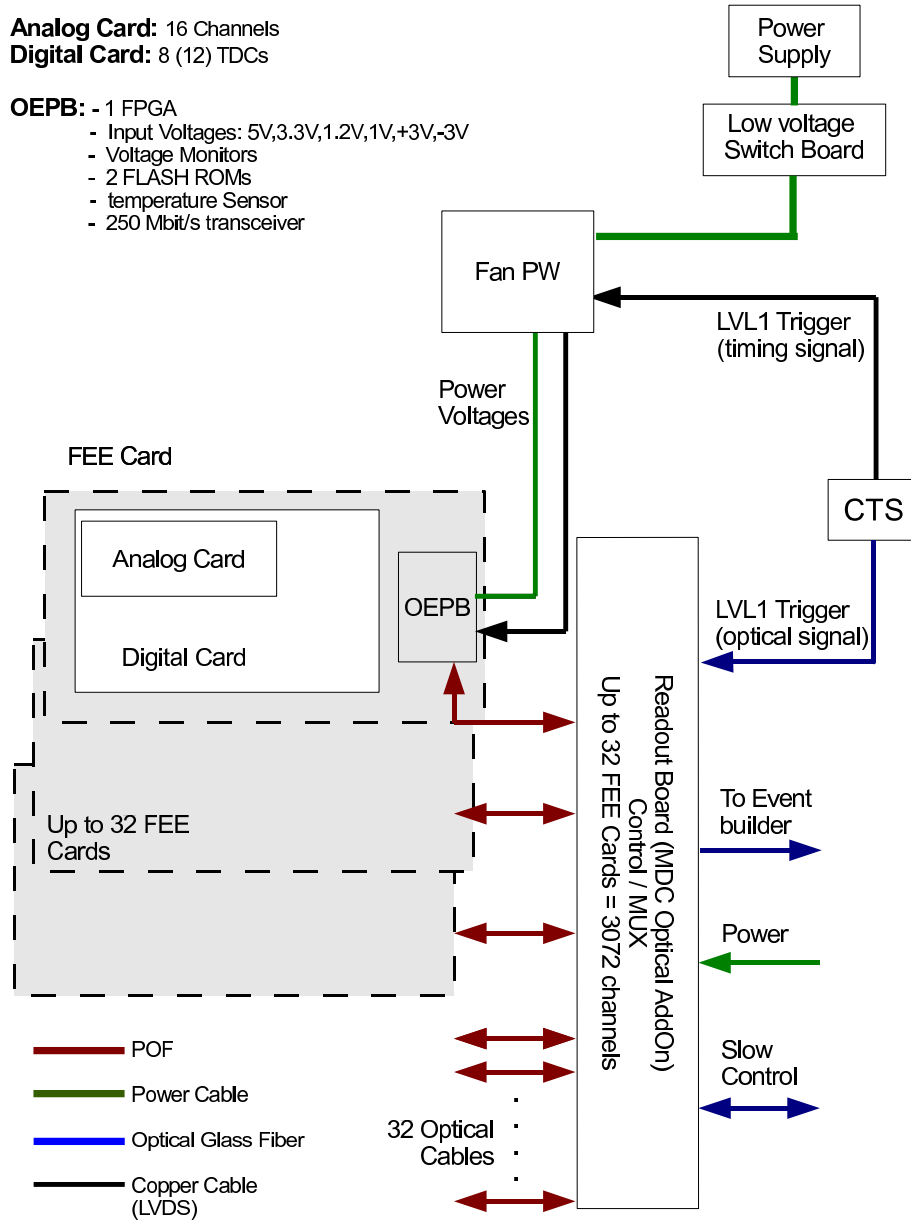 Analog Card: 16 Channels
Digital Card: 8 (12) TDCs
OEPB: - 1 FPGA
- Input Voltages: 5V,3.3V,1.2V,1V,+3V,-3V
- Voltage Monitors
- 2 FLASH ROMs
- temperature Sensor
- 250 Mbit/s transceiver
Power
Supply
Low voltage
Switch Board
Fan PW
LVL1 Trigger
(timing signal)
Power
Voltages
FEE Card
CTS
Analog Card
OEPB
Digital Card
LVL1 Trigger
(optical signal)
Readout Board (MDC Optical AddOn)
Control / MUX
Up to 32 FEE Cards = 3072 channels
Up to 32 FEE
Cards
To Event
builder
Power
Slow
Control
POF
Power Cable
Optical Glass Fiber
Copper Cable
(LVDS)
32 Optical
Cables